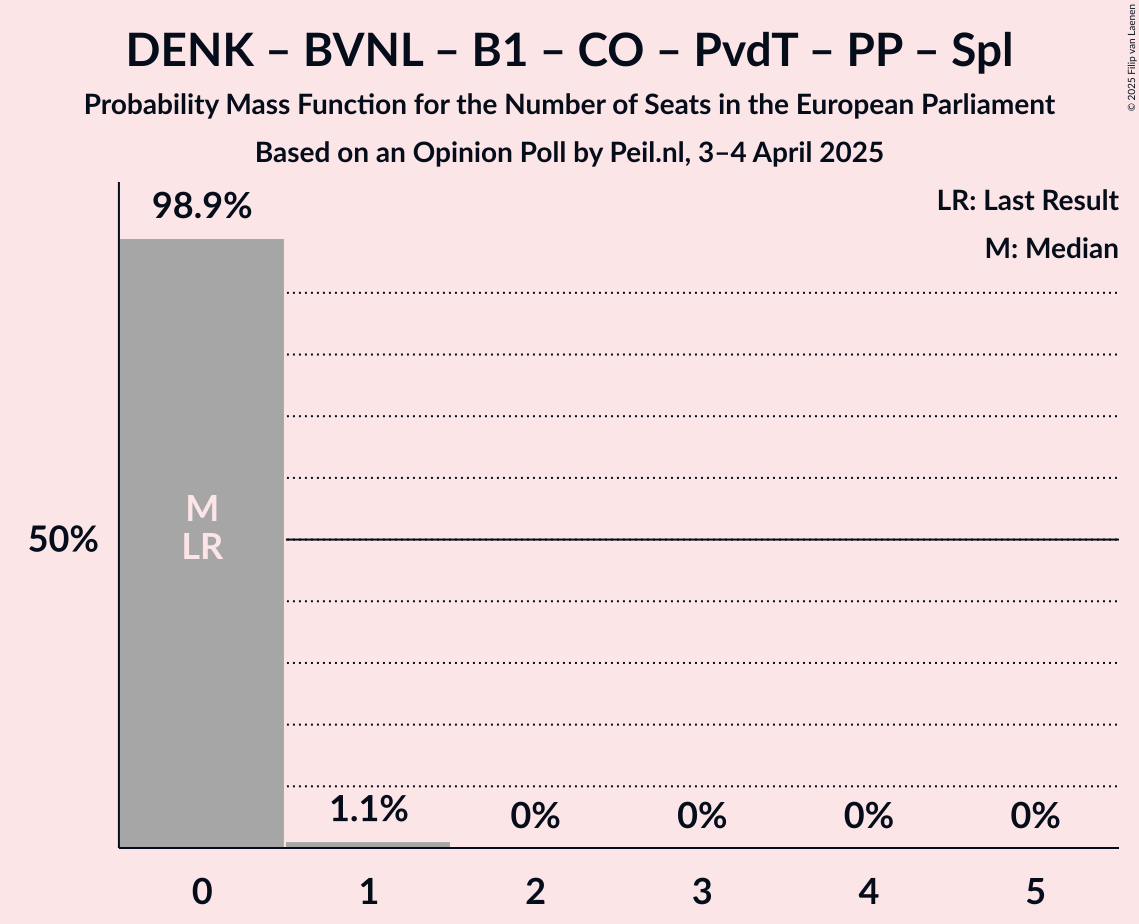 DENK – BVNL – B1 – CO – PvdT – PP – Spl
Probability Mass Function for the Number of Seats in the European Parliament
Based on an Opinion Poll by Peil.nl, 3–4 April 2025
© 2025 Filip van Laenen
LR: Last Result
M: Median
98.9%
M
LR
50%
1.1%
0%
0%
0%
0%
0
1
2
3
4
5